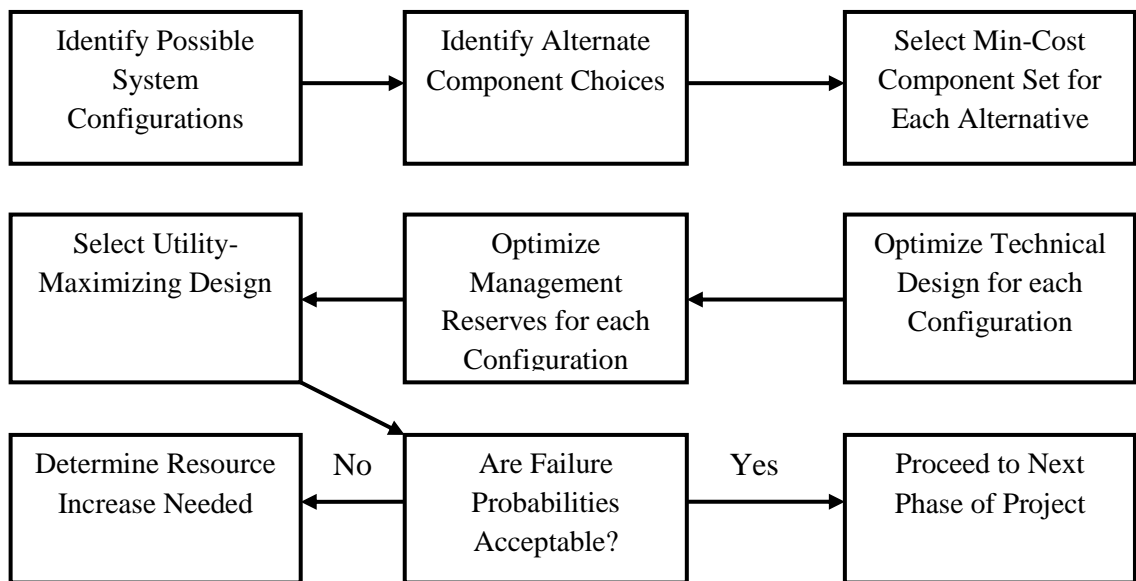 Identify Possible
System
Configurations
Identify Alternate
Component Choices
Select Min-Cost
Component Set for
Each Alternative
Select Utility-
Maximizing Design
Optimize
Management
Reserves for each
Configuration
Optimize Technical
Design for each
Configuration
Determine Resource
Increase Needed
No
Are Failure
Probabilities
Acceptable?
Yes
Proceed to Next
Phase of Project